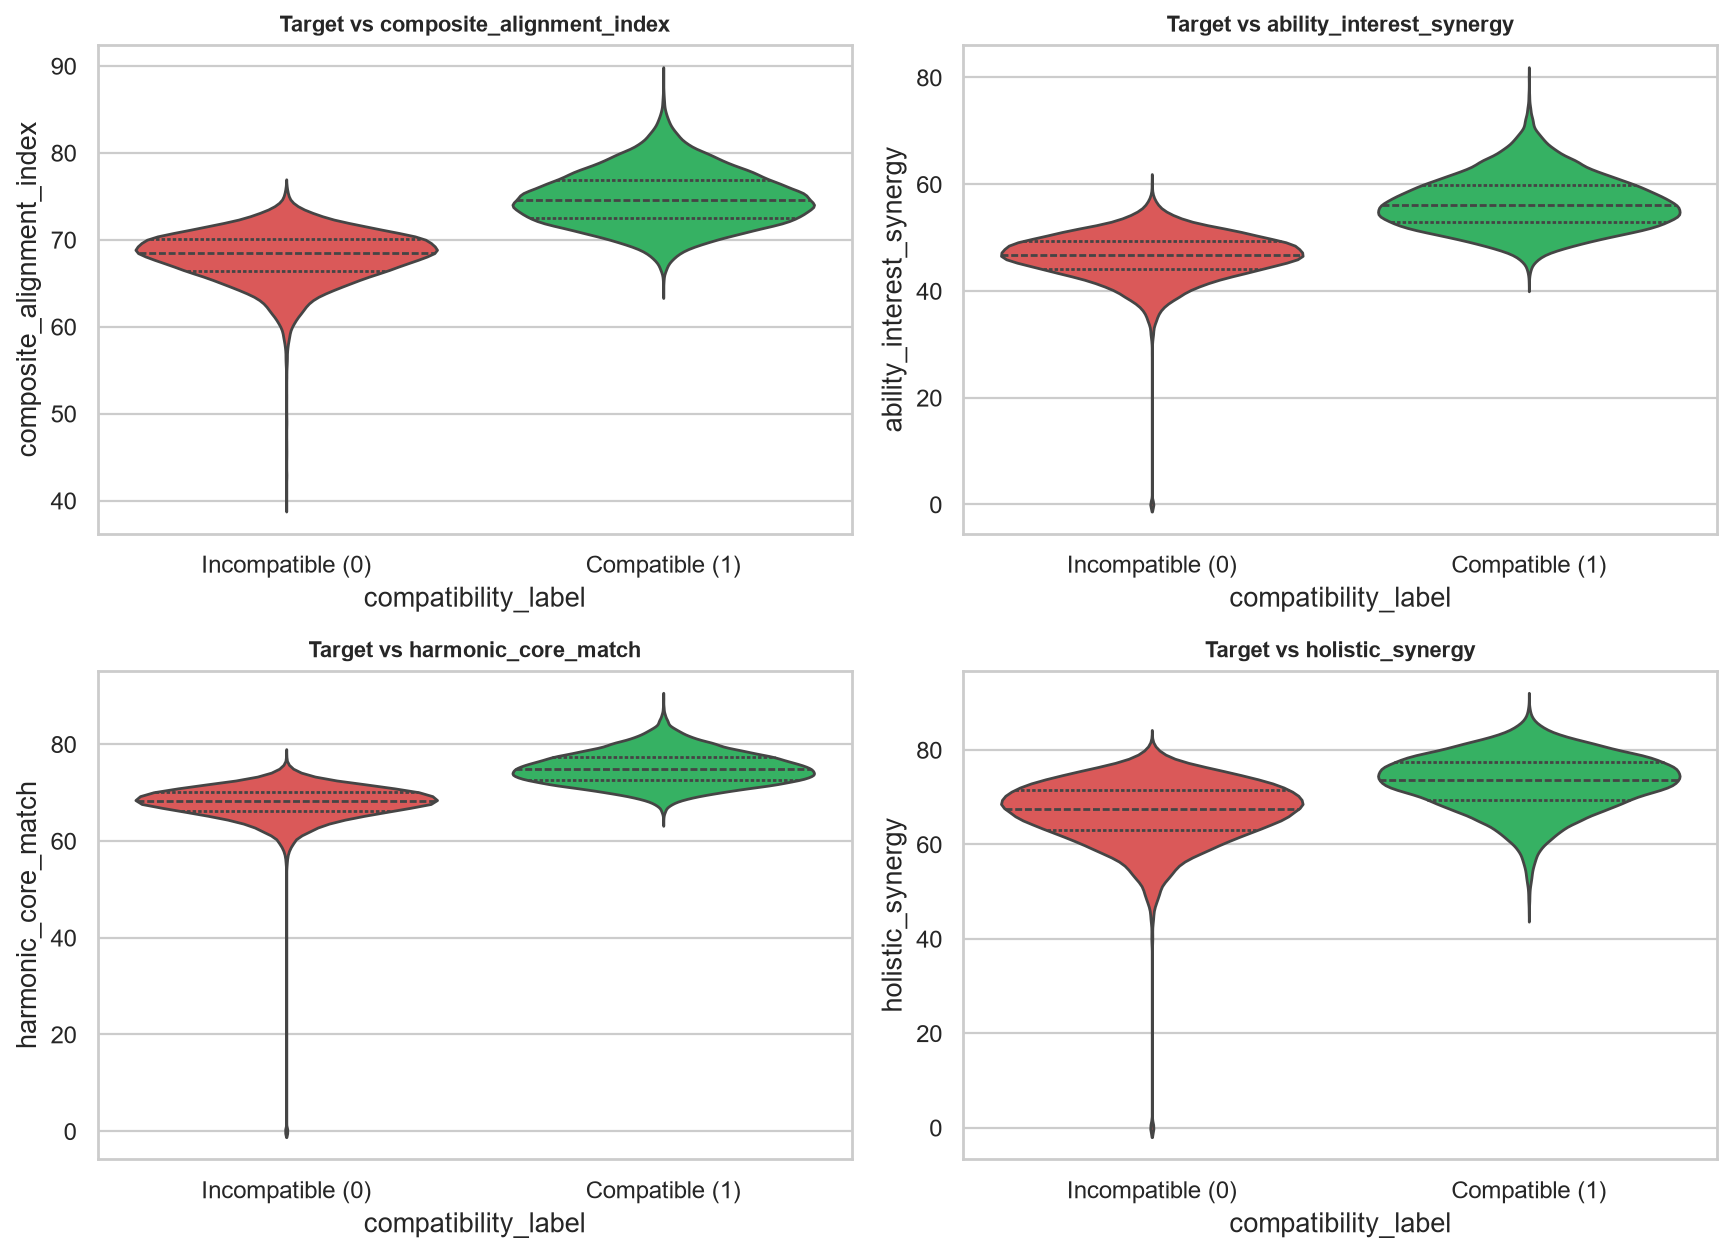 Target vs composite_alignment_index
composite_alignment_index
90
80
70
60
50
40
Incompatible (0)
Compatible (1)
compatibility_label
Target vs ability_interest_synergy
ability_interest_synergy
80
60
40
20
0
Incompatible (0)
Compatible (1)
compatibility_label
Target vs harmonic_core_match
harmonic_core_match
80
60
40
20
0
Incompatible (0)
Compatible (1)
compatibility_label
Target vs holistic_synergy
holistic_synergy
80
60
40
20
0
Incompatible (0)
Compatible (1)
compatibility_label